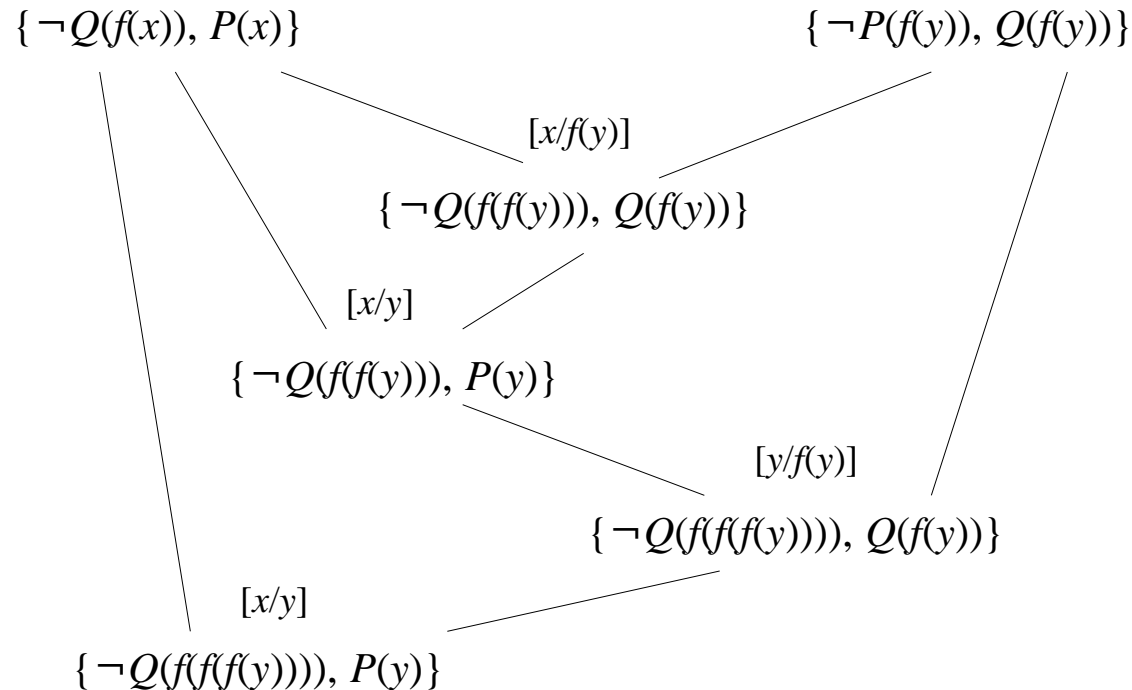 {¬Q(f(x)), P(x)} {¬P(f(y)), Q(f(y))}
[x/f(y)]
{¬Q(f(f(y))), Q(f(y))}
[x/y]
{¬Q(f(f(y))), P(y)}
[y/f(y)]
{¬Q(f(f(f(y)))), Q(f(y))}
[x/y]
{¬Q(f(f(f(y)))), P(y)}